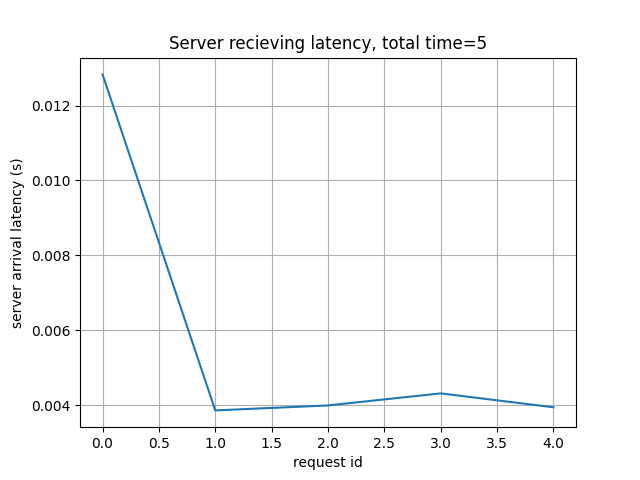 Server recieving latency, total time=5
server arrival latency (s)
0.012
0.010
0.008
0.006
0.004
0.0 0.5 1.0 1.5 2.0 2.5 3.0 3.5 4.0
request id